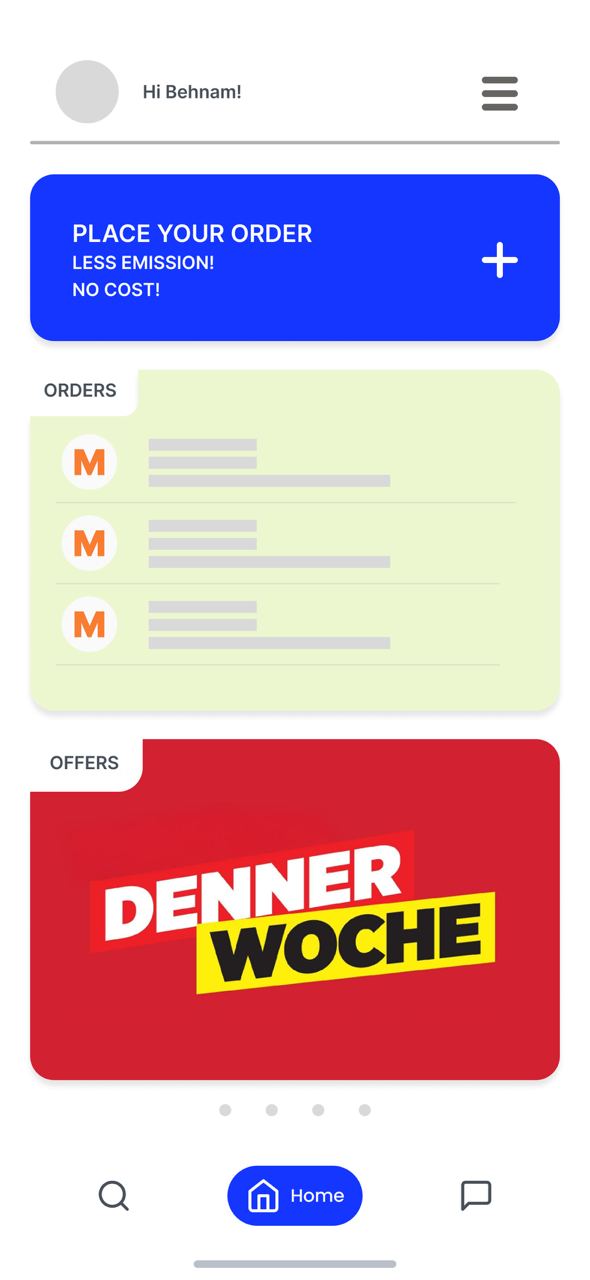 Hi Behnam!
PLACE YOUR ORDER
LESS EMISSION!
NO COST!
ORDERS
M
M
M
OFFERS
DENNER
WOCHE
Home